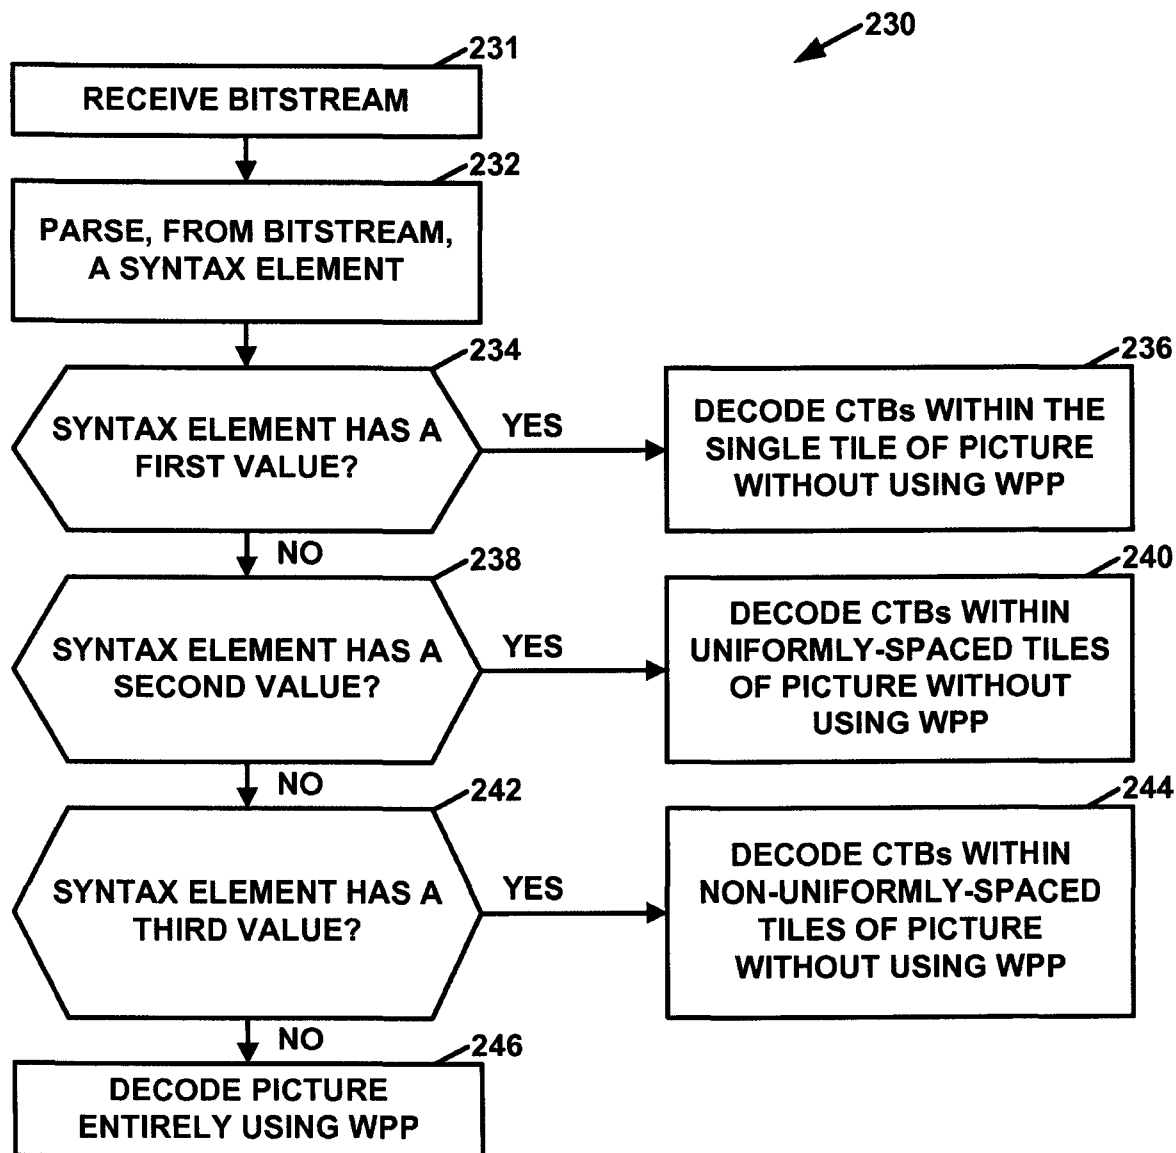 230
231
RECEIVE BITSTREAM
232
PARSE, FROM BITSTREAM,
A SYNTAX ELEMENT
234
SYNTAX ELEMENT HAS A
FIRST VALUE?
YES
236
DECODE CTBs WITHIN THE
SINGLE TILE OF PICTURE
WITHOUT USING WPP
NO
238
SYNTAX ELEMENT HAS A
SECOND VALUE?
YES
240
DECODE CTBs WITHIN
UNIFORMLY-SPACED TILES
OF PICTURE WITHOUT
USING WPP
NO
242
SYNTAX ELEMENT HAS A
THIRD VALUE?
YES
244
DECODE CTBs WITHIN
NON-UNIFORMLY-SPACED
TILES OF PICTURE
WITHOUT USING WPP
NO
246
DECODE PICTURE
ENTIRELY USING WPP